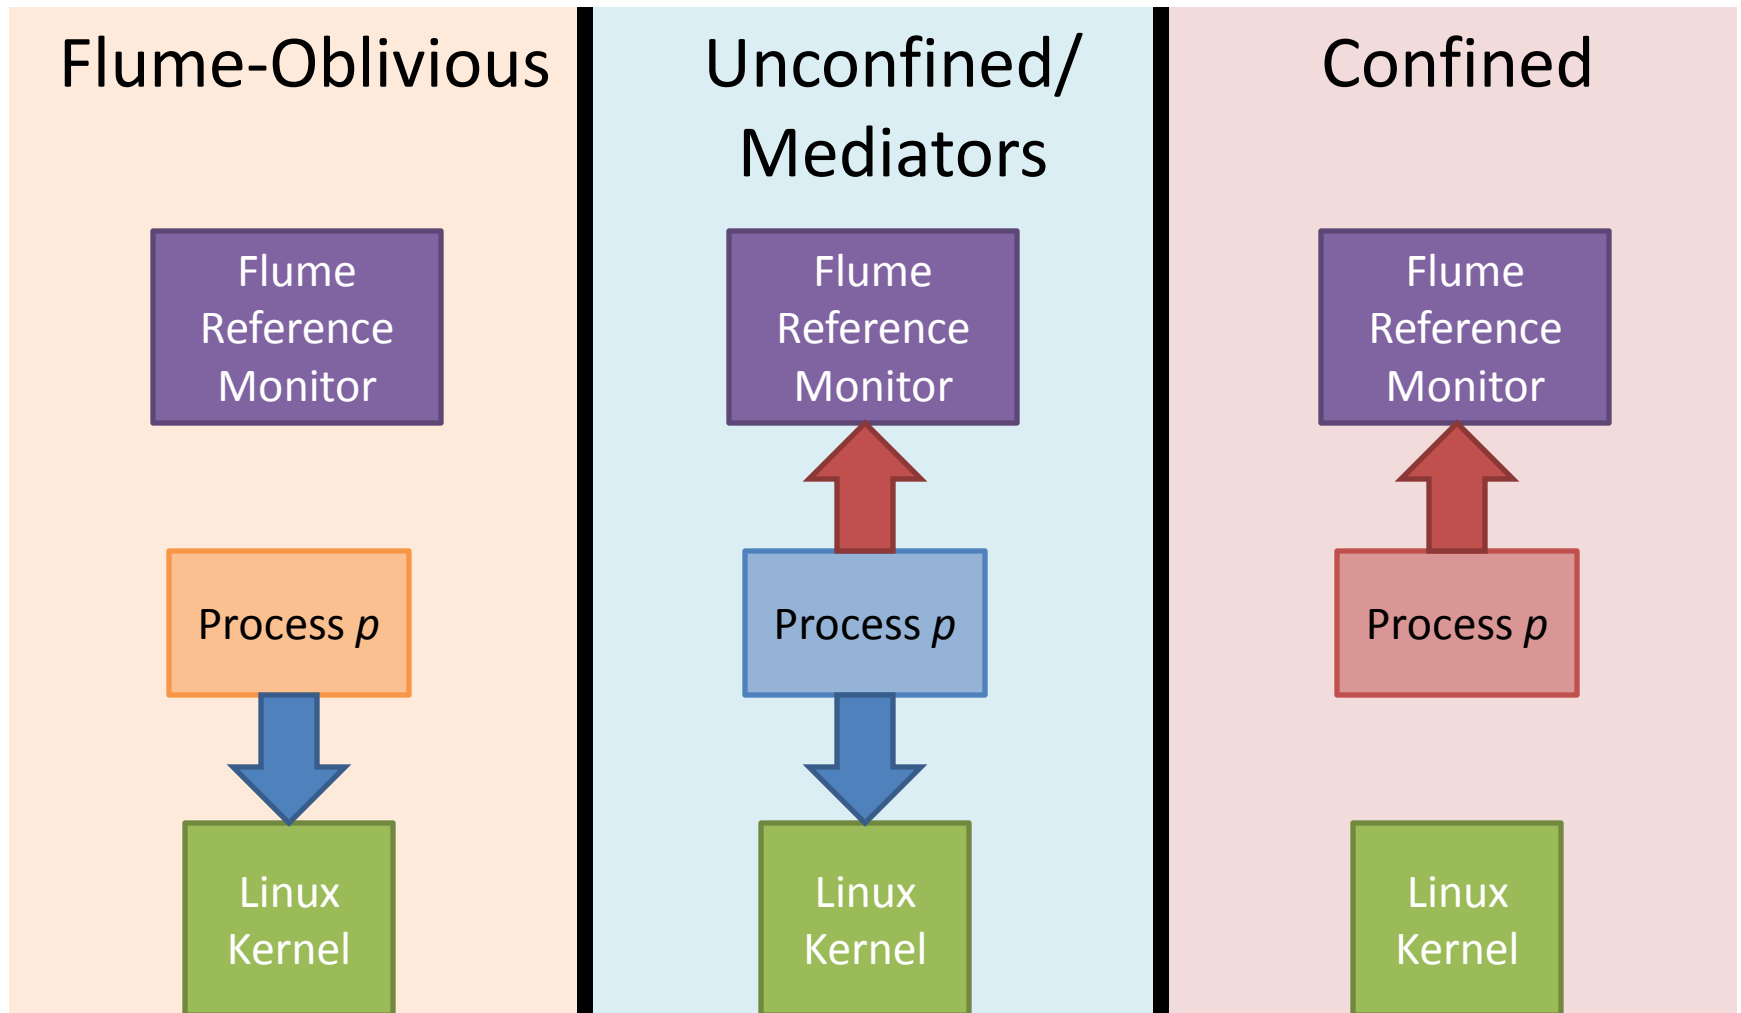 Flume-Oblivious
Flume
Reference
Monitor
Process p
Linux
Kernel
Unconfined/
Mediators
Flume
Reference
Monitor
Process p
Linux
Kernel
Confined
Flume
Reference
Monitor
Process p
Linux
Kernel